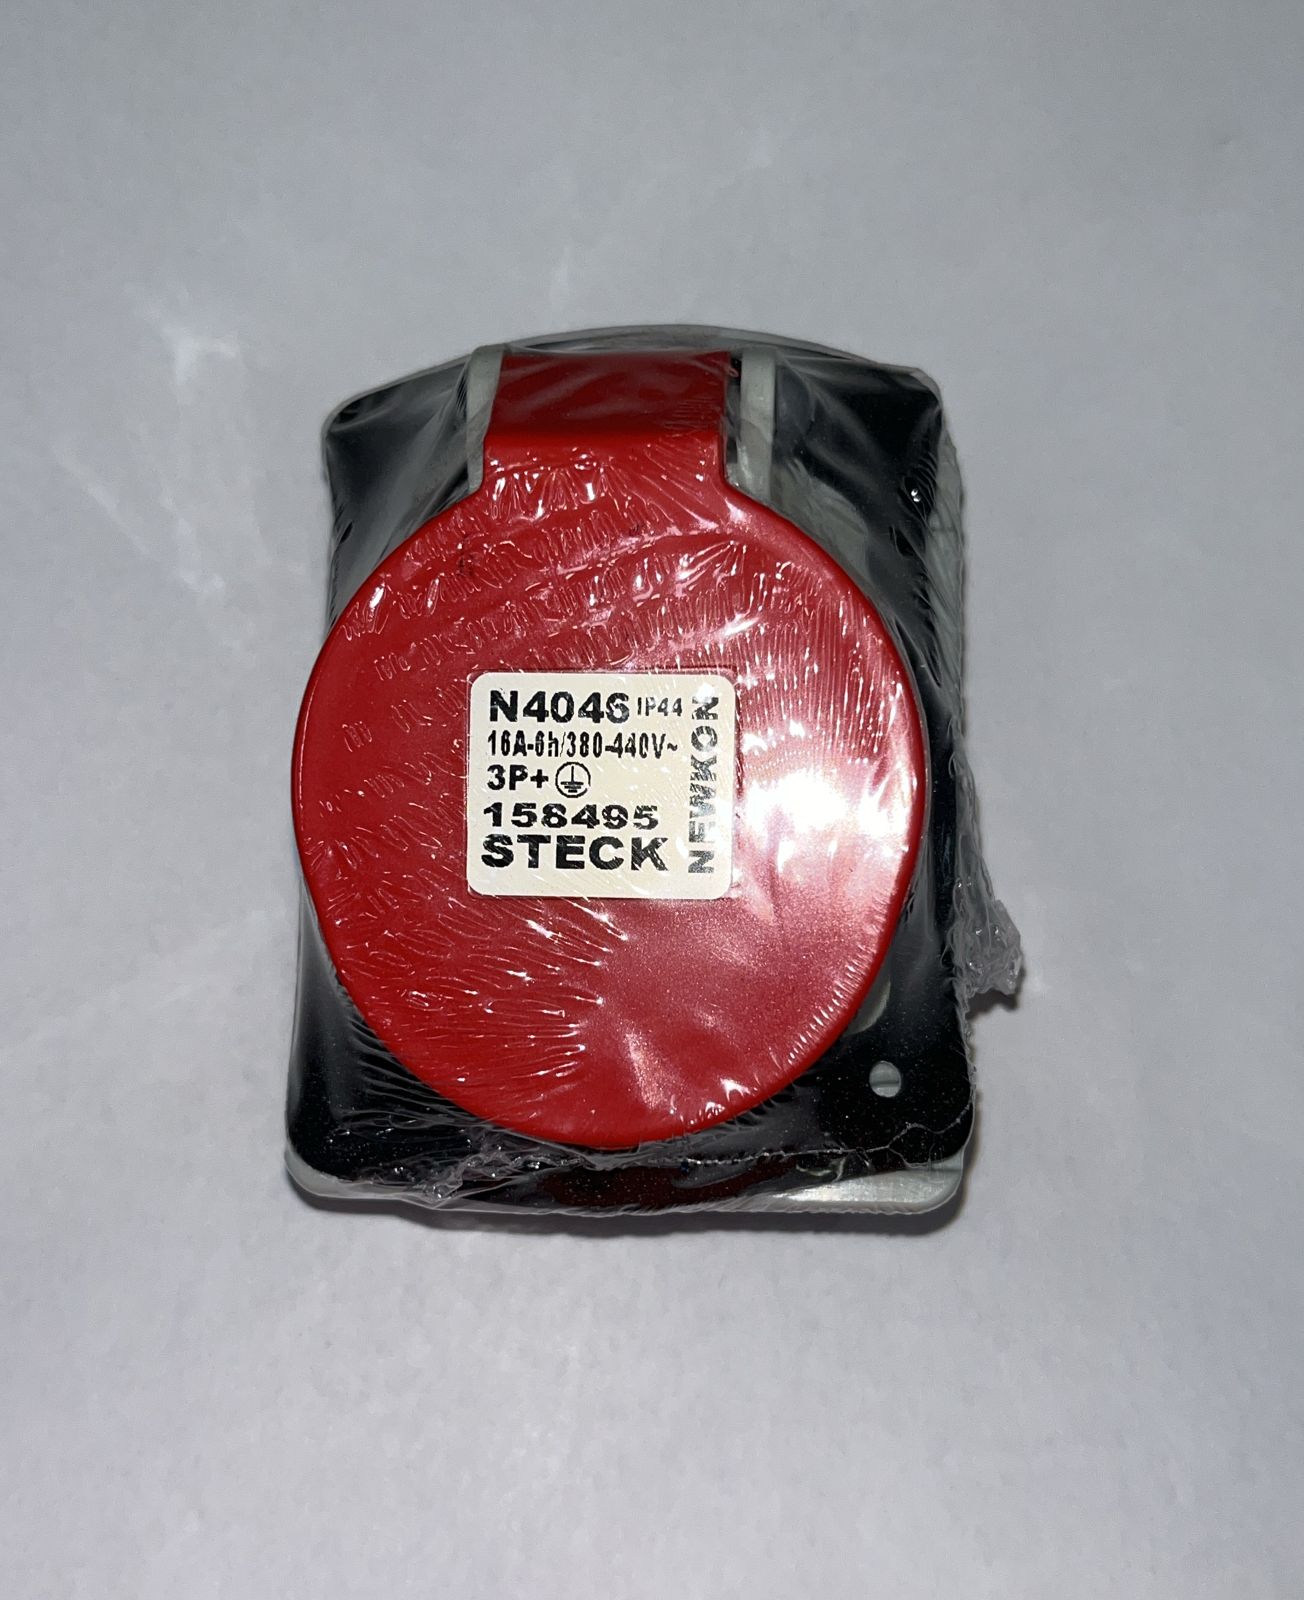 N4046 IP44
16A-6h/380-440V~
3P+
158495
STECK
NEWKON